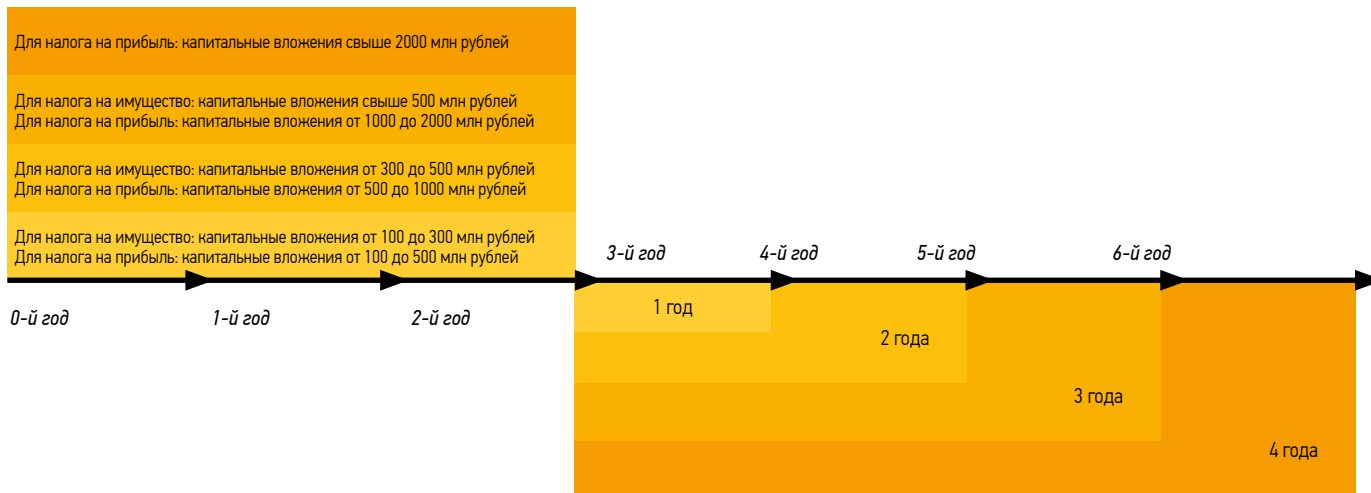 Для налога на прибыль: капитальные вложения свыше 2000 млн рублей
Для налога на имущество: капитальные вложения свыше 500 млн рублей
Для налога на прибыль: капитальные вложения от 1000 до 2000 млн рублей
Для налога на имущество: капитальные вложения от 300 до 500 млн рублей
Для налога на прибыль: капитальные вложения от 500 до 1000 млн рублей
Для налога на имущество: капитальные вложения от 100 до 300 млн рублей
Для налога на прибыль: капитальные вложения от 100 до 500 млн рублей
3-й год
4-й год
5-й год
6-й год
0-й год
1-й год
2-й год
1 год
2 года
3 года
4 года